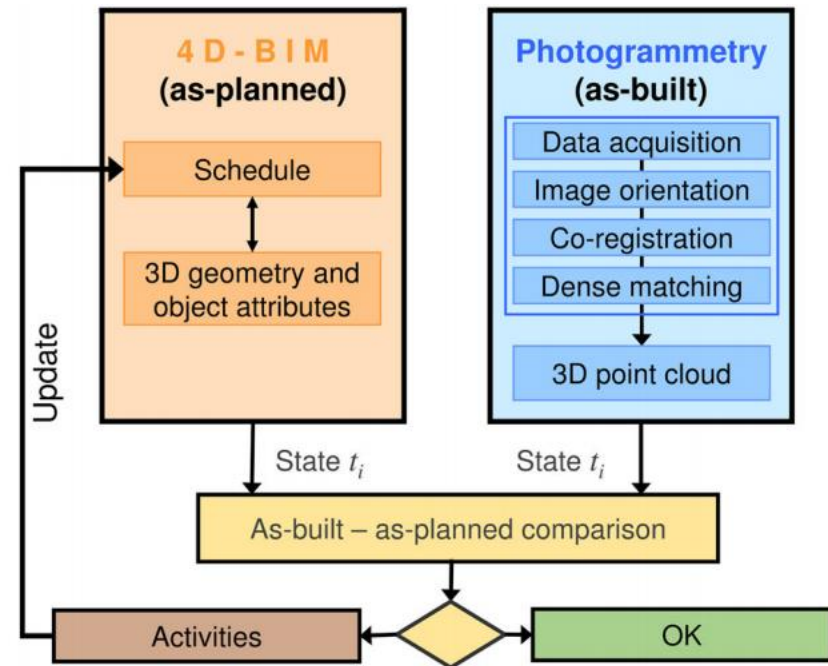 4D-BIM
(as-planned)
Schedule
3D geometry and
object attributes
Photogrammetry
(as-built)
Data acquisition
Image orientation
Co-registration
Dense matching
3D point cloud
Update
State tᵢ
State tᵢ
As-built – as-planned comparison
Activities
OK